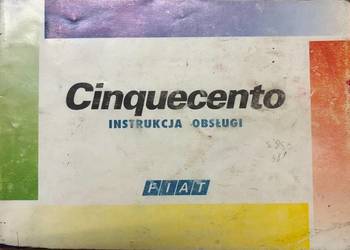 Cinquecento
INSTRUKCJA OBSŁUGI
FIAT